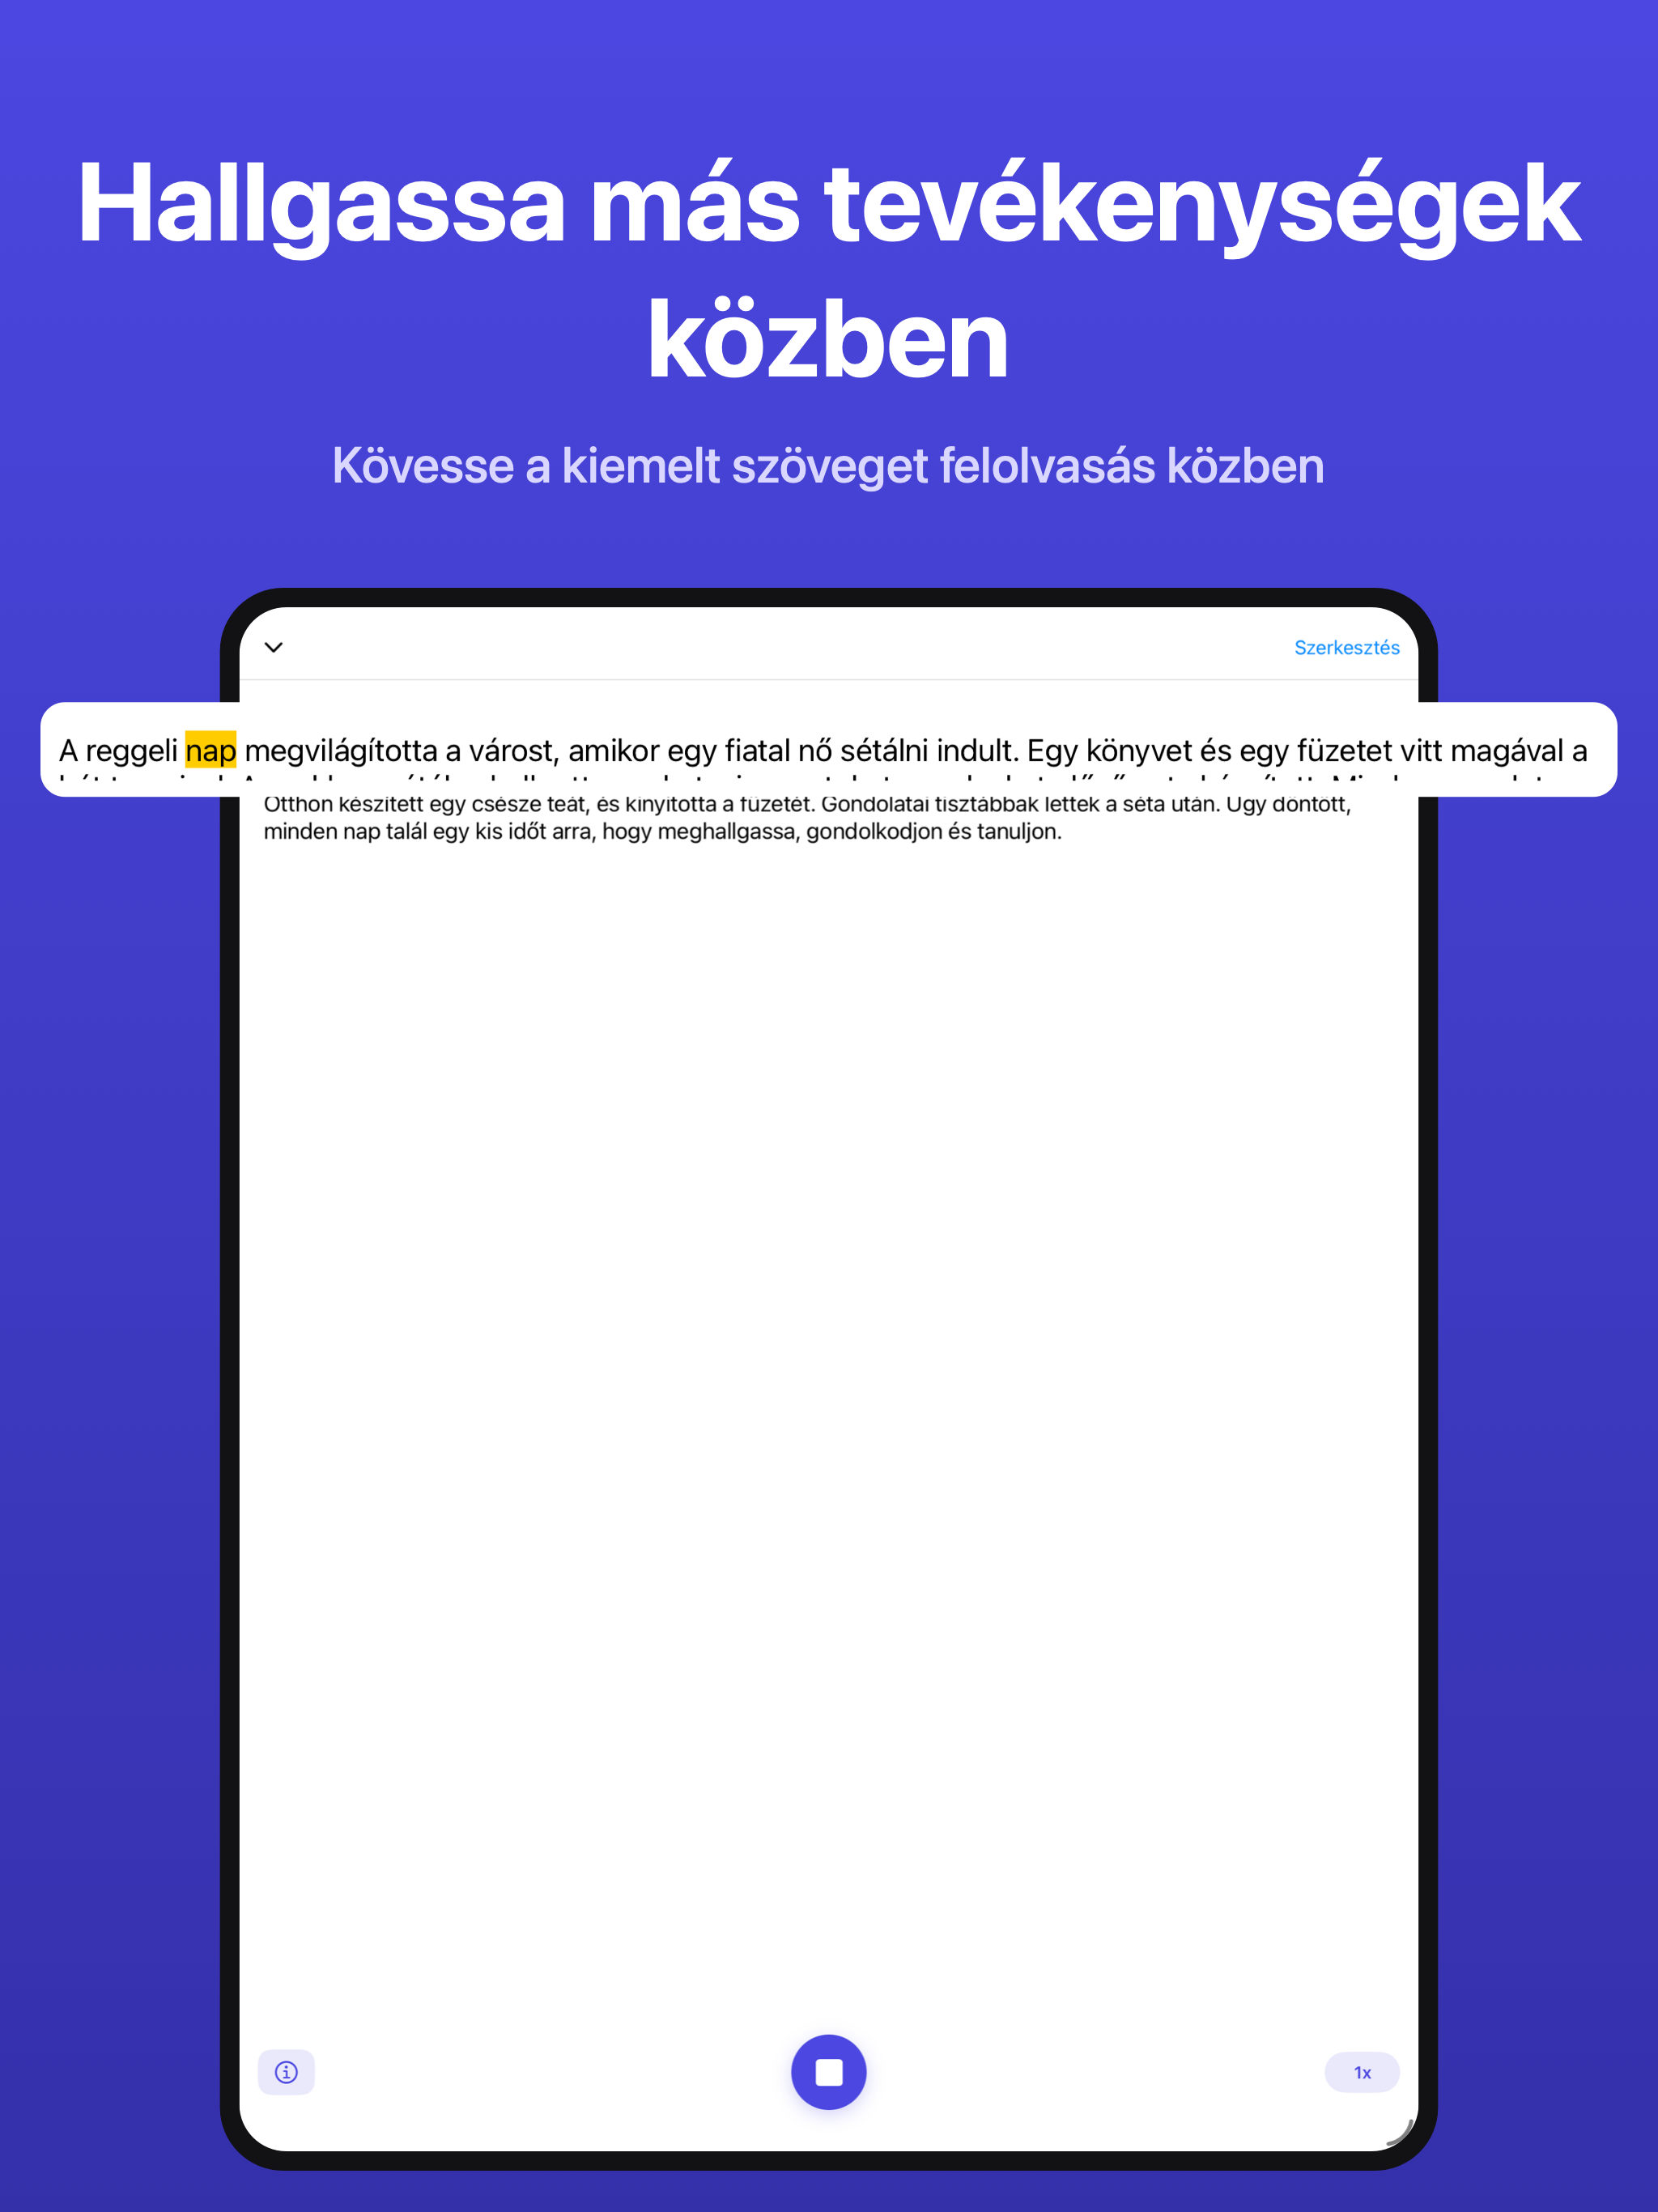 Hallgassa más tevékenységek
közben
Kövesse a kiemelt szöveget felolvasás közben
Szerkesztés
A reggeli nap megvilágította a várost, amikor egy fiatal nő sétálni indult. Egy könyvet és egy füzetet vitt magával a
Otthon készített egy csésze teát, és kinyitotta a füzetét. Gondolatai tisztábbak lettek a séta után. Úgy döntött,
minden nap talál egy kis időt arra, hogy meghallgassa, gondolkodjon és tanuljon.
1x